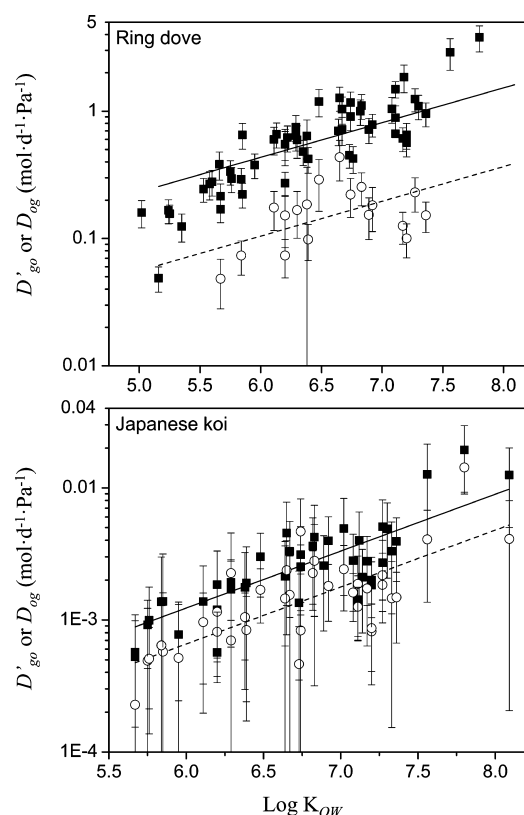 Ring dove
5
1
0.1
0.01
D'go or Dog (mol·d-1·Pa-1)
5.0 5.5 6.0 6.5 7.0 7.5 8.0
Japanese koi
0.04
0.01
1E-3
1E-4
D'go or Dog (mol·d-1·Pa-1)
5.5 6.0 6.5 7.0 7.5 8.0
Log KOW